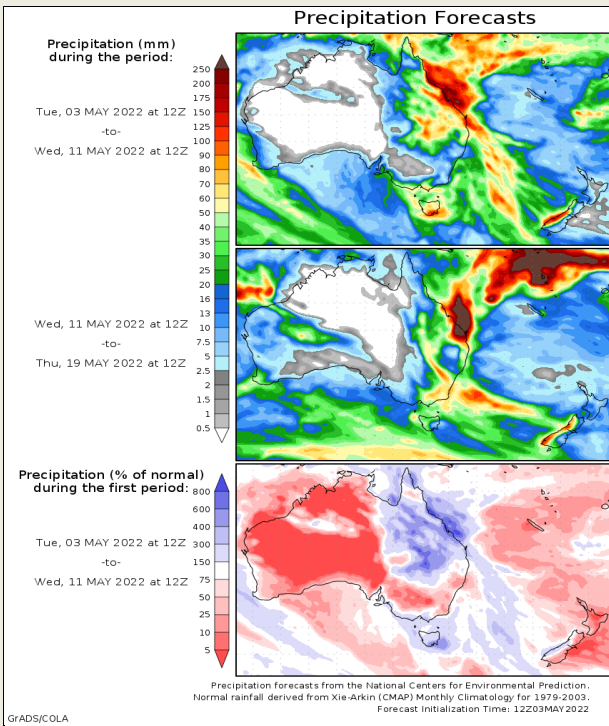 Precipitation Forecasts
Precipitation (mm)
during the period:
Tue, 03 MAY 2022 at 12Z
-to-
Wed, 11 MAY 2022 at 12Z
250
200
175
150
125
100
90
80
70
60
50
40
35
30
25
20
16
13
10
7.5
5
2.5
2
1.5
1
0.5
Wed, 11 MAY 2022 at 12Z
-to-
Thu, 19 MAY 2022 at 12Z
Precipitation (% of normal)
during the first period:
Tue, 03 MAY 2022 at 12Z
-to-
Wed, 11 MAY 2022 at 12Z
800
600
400
300
150
75
50
25
10
5
Precipitation forecasts from the National Centers for Environmental Prediction.
Normal rainfall derived from Xie-Arkin (CMAP) Monthly Climatology for 1979-2003.
Forecast Initialization Time: 12Z03MAY2022
GrADS/COLA